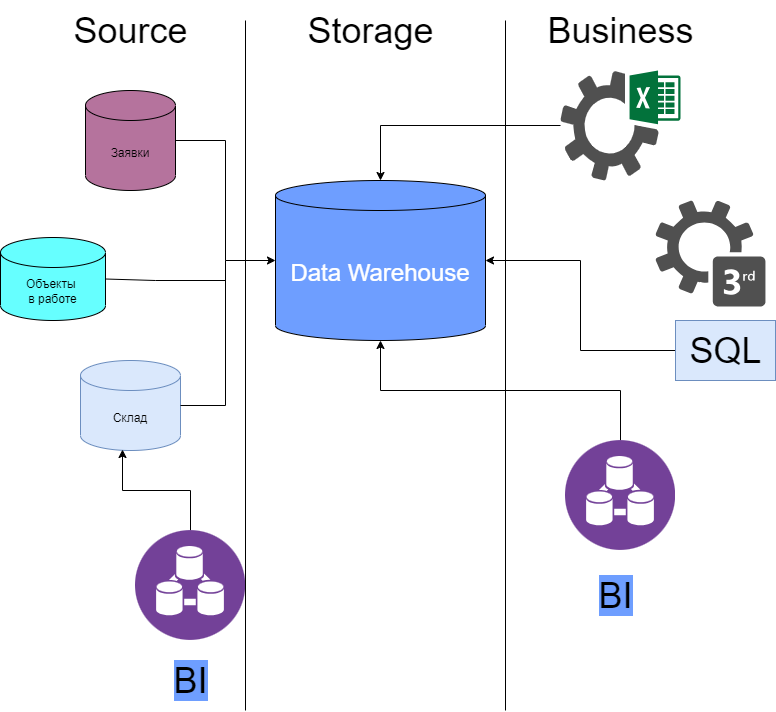 Source
Storage
Business
X
Заявки
Data Warehouse
3rd
Объекты
в работе
SQL
Склад
BI
BI